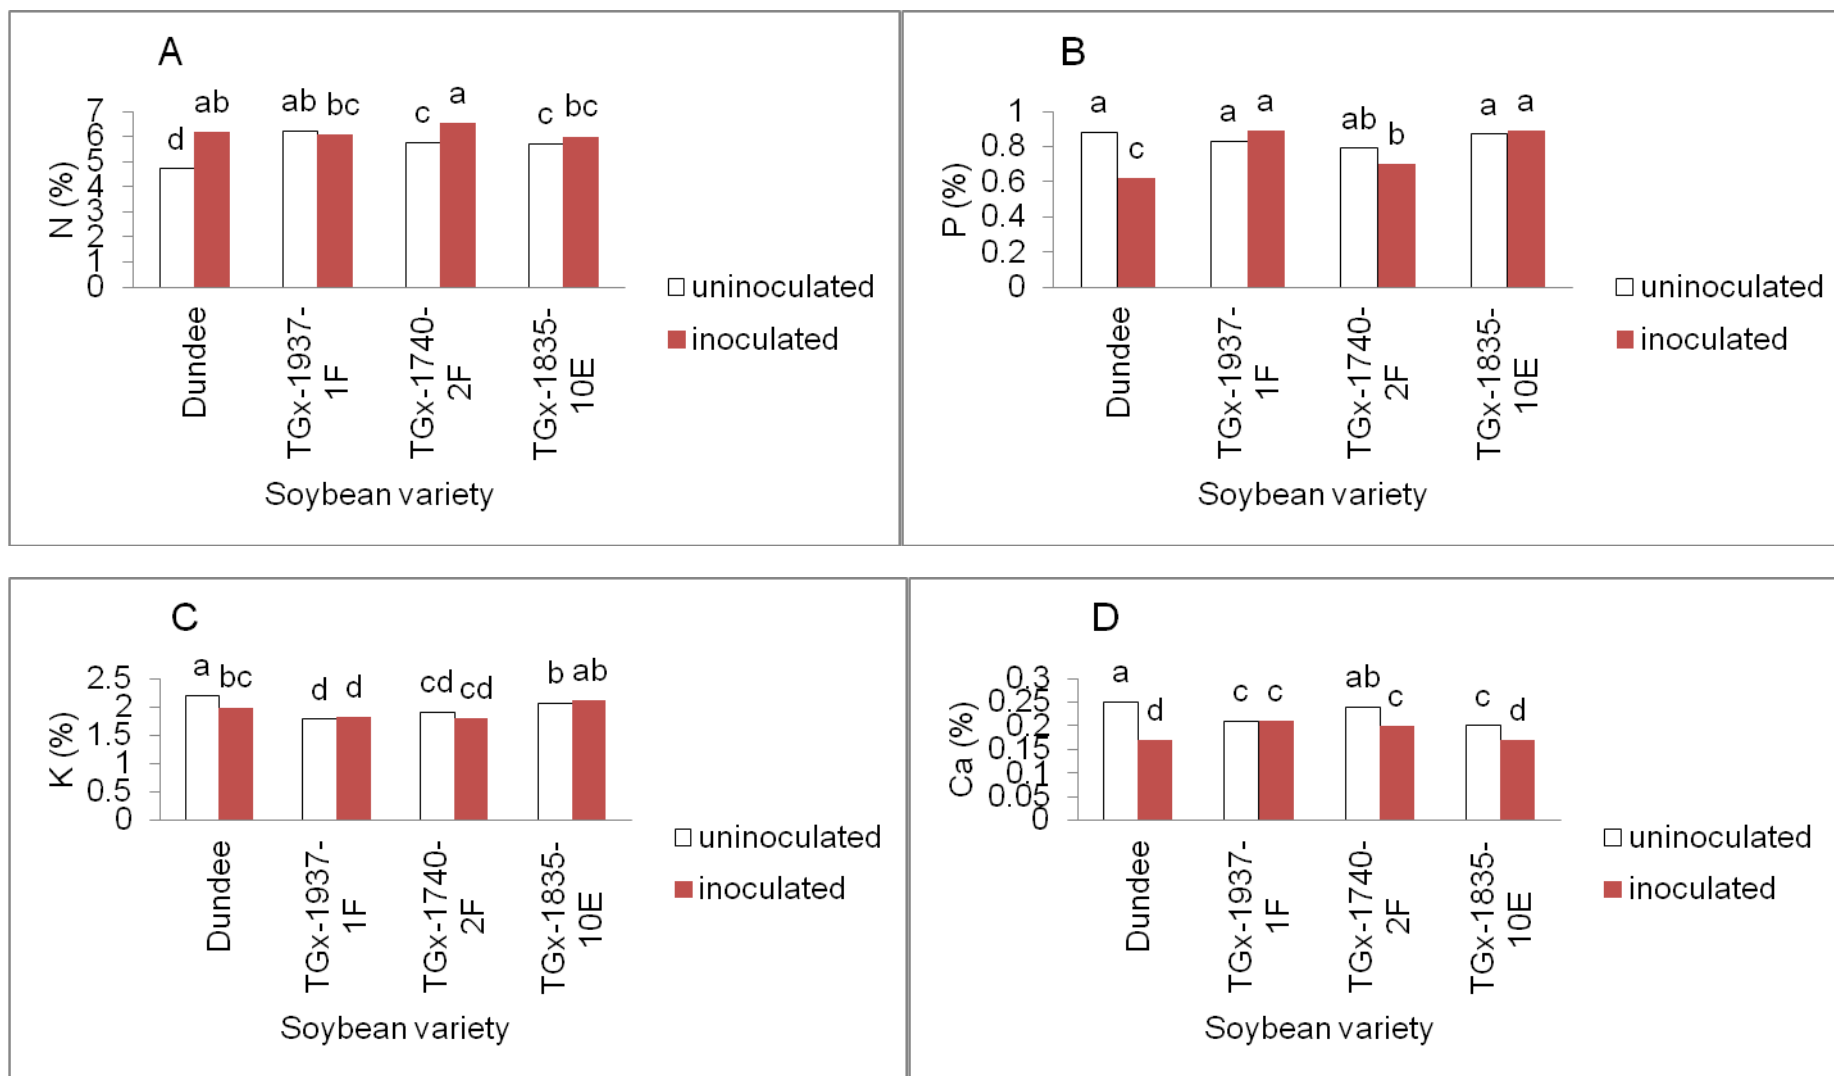 A
N (%)
7
6
5
4
3
2
1
0
d
ab
ab
bc
c
a
c
bc
Dundee
TGx-1937-
1F
TGx-1740-
2F
TGx-1835-
10E
Soybean variety
uninoculated
inoculated
B
P (%)
1
0.8
0.6
0.4
0.2
0
a
c
a
a
ab
b
a
a
Dundee
TGx-1937-
1F
TGx-1740-
2F
TGx-1835-
10E
Soybean variety
uninoculated
inoculated
C
K (%)
2.5
2
1.5
1
0.5
0
a
bc
d
d
cd
cd
b
ab
Dundee
TGx-1937-
1F
TGx-1740-
2F
TGx-1835-
10E
Soybean variety
uninoculated
inoculated
D
Ca (%)
0.3
0.25
0.2
0.15
0.1
0.05
0
a
d
c
c
ab
c
c
d
Dundee
TGx-1937-
1F
TGx-1740-
2F
TGx-1835-
10E
Soybean variety
uninoculated
inoculated